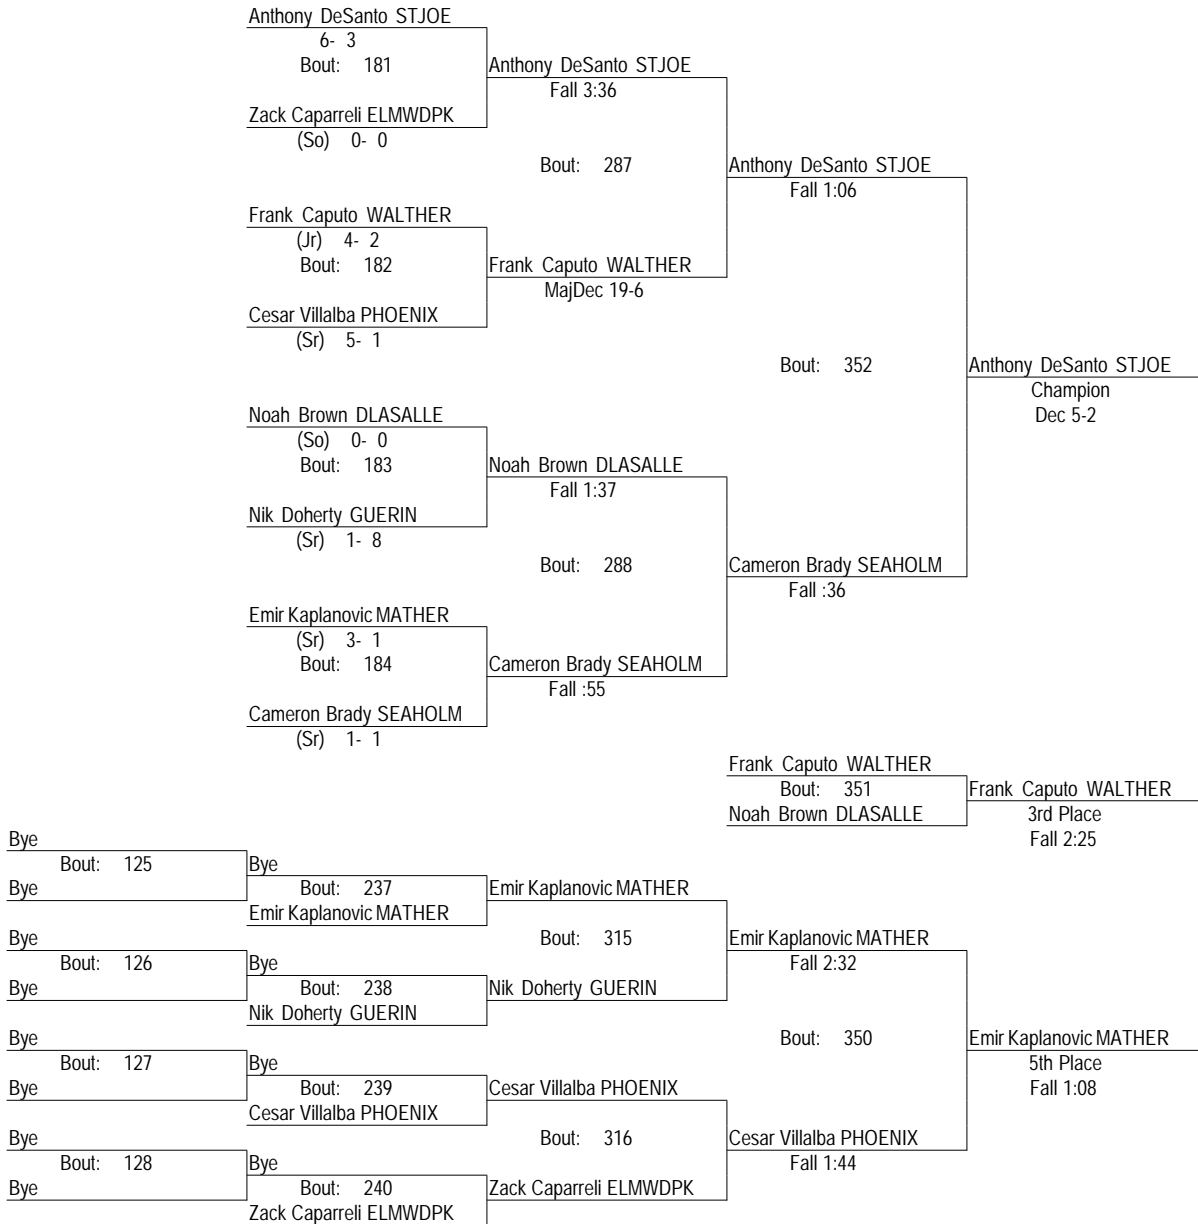 Anthony DeSanto STJOE
6- 3
Bout: 181
Anthony DeSanto STJOE
Fall 3:36
Zack Caparreli ELMWDPK
(So) 0- 0
Bout: 287
Anthony DeSanto STJOE
Fall 1:06
Frank Caputo WALTHER
(Jr) 4- 2
Bout: 182
Frank Caputo WALTHER
MajDec 19-6
Cesar Villalba PHOENIX
(Sr) 5- 1
Bout: 352
Anthony DeSanto STJOE
Champion
Dec 5-2
Noah Brown DLASALLE
(So) 0- 0
Bout: 183
Noah Brown DLASALLE
Fall 1:37
Nik Doherty GUERIN
(Sr) 1- 8
Bout: 288
Cameron Brady SEAHOLM
Fall :36
Emir Kaplanovic MATHER
(Sr) 3- 1
Bout: 184
Cameron Brady SEAHOLM
Fall :55
Cameron Brady SEAHOLM
(Sr) 1- 1
Frank Caputo WALTHER
Bout: 351
Frank Caputo WALTHER
Noah Brown DLASALLE
3rd Place
Fall 2:25
Bye
Bout: 125
Bye
Bye
Bout: 237
Emir Kaplanovic MATHER
Emir Kaplanovic MATHER
Bout: 315
Emir Kaplanovic MATHER
Fall 2:32
Bye
Bout: 126
Bye
Bye
Bout: 238
Nik Doherty GUERIN
Nik Doherty GUERIN
Bout: 350
Emir Kaplanovic MATHER
5th Place
Fall 1:08
Bye
Bout: 127
Bye
Bye
Bout: 239
Cesar Villalba PHOENIX
Cesar Villalba PHOENIX
Bout: 316
Cesar Villalba PHOENIX
Fall 1:44
Bye
Bout: 128
Bye
Bye
Bout: 240
Zack Caparreli ELMWDPK
Zack Caparreli ELMWDPK